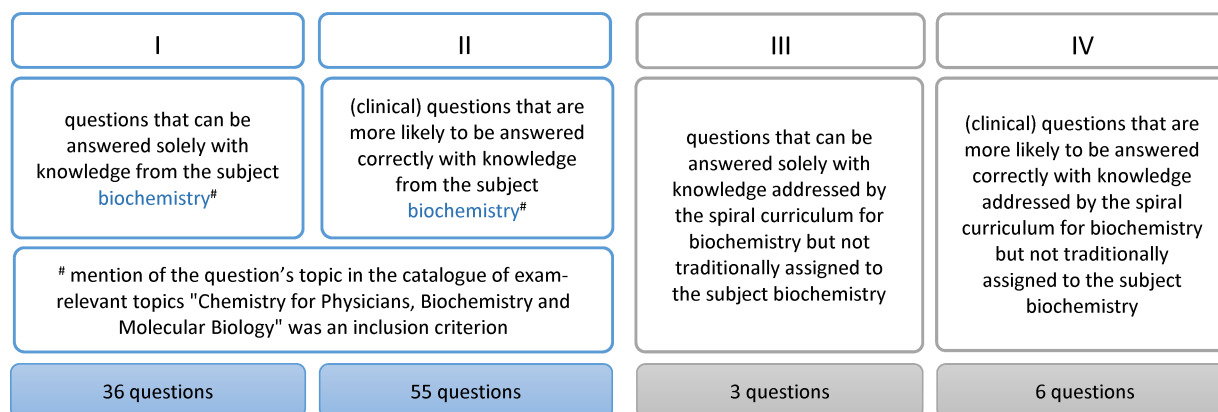 I
II
III
IV
questions that can be
answered solely with
knowledge from the subject
biochemistry#
(clinical) questions that are
more likely to be answered
correctly with knowledge
from the subject
biochemistry#
# mention of the question’s topic in the catalogue of exam-
relevant topics "Chemistry for Physicians, Biochemistry and
Molecular Biology" was an inclusion criterion
questions that can be
answered solely with
knowledge addressed by
the spiral curriculum for
biochemistry but not
traditionally assigned to
the subject biochemistry
(clinical) questions that are
more likely to be answered
correctly with knowledge
addressed by the spiral
curriculum for biochemistry
but not traditionally
assigned to the subject
biochemistry
36 questions
55 questions
3 questions
6 questions